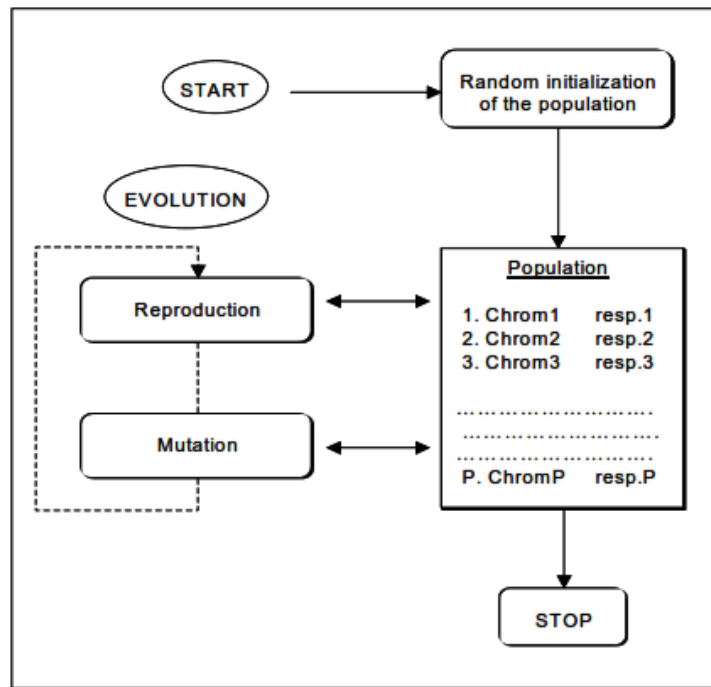 START
Random initialization
of the population
EVOLUTION
Reproduction
Mutation
Population
1. Chrom1 resp.1
2. Chrom2 resp.2
3. Chrom3 resp.3
……………………….
……………………….
……………………….
P. ChromP resp.P
STOP